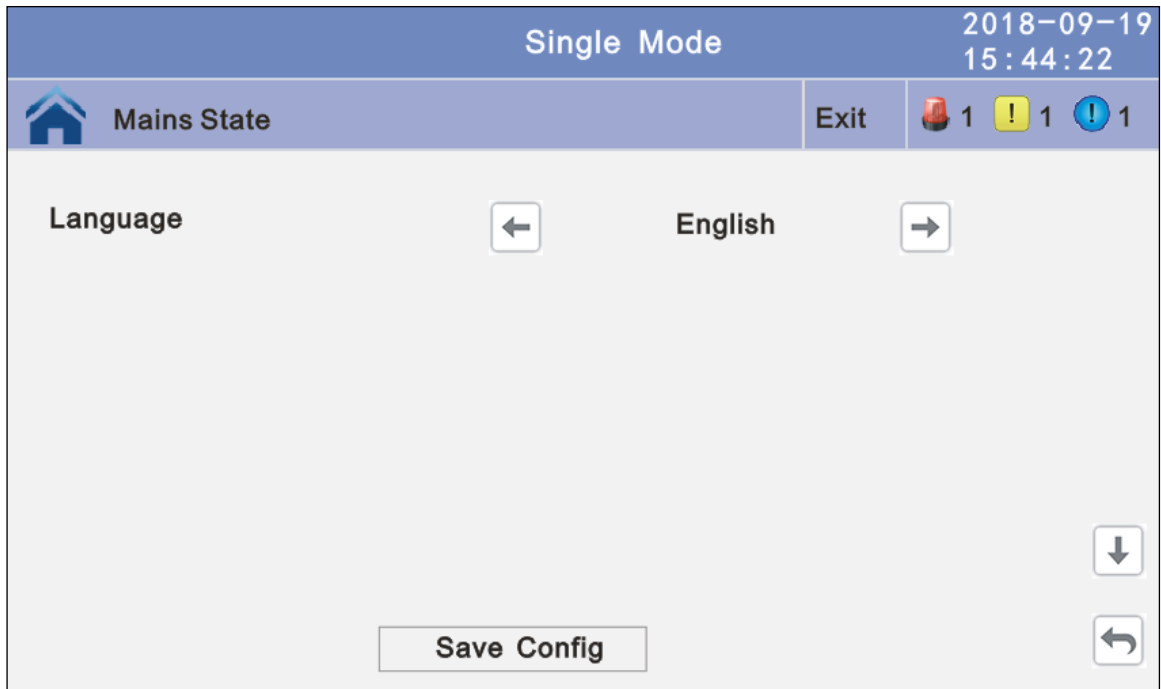 Single Mode
2018-09-19
15:44:22
Mains State
Exit
1
! 1
! 1
Language
English
Save Config